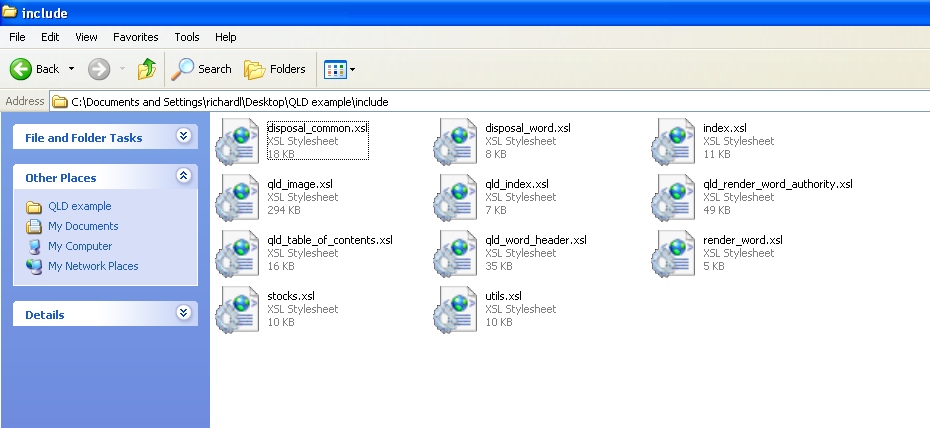 include
File Edit View Favorites Tools Help
Back Search Folders
Address C:\Documents and Settings\richardl\Desktop\QLD example\include
File and Folder Tasks
Other Places
QLD example
My Documents
My Computer
My Network Places
Details
disposal_common.xsl
XSL Stylesheet
18 KB
disposal_word.xsl
XSL Stylesheet
8 KB
index.xsl
XSL Stylesheet
11 KB
qld_image.xsl
XSL Stylesheet
294 KB
qld_index.xsl
XSL Stylesheet
7 KB
qld_render_word_authority.xsl
XSL Stylesheet
49 KB
qld_table_of_contents.xsl
XSL Stylesheet
16 KB
qld_word_header.xsl
XSL Stylesheet
35 KB
render_word.xsl
XSL Stylesheet
5 KB
stocks.xsl
XSL Stylesheet
10 KB
utils.xsl
XSL Stylesheet
10 KB